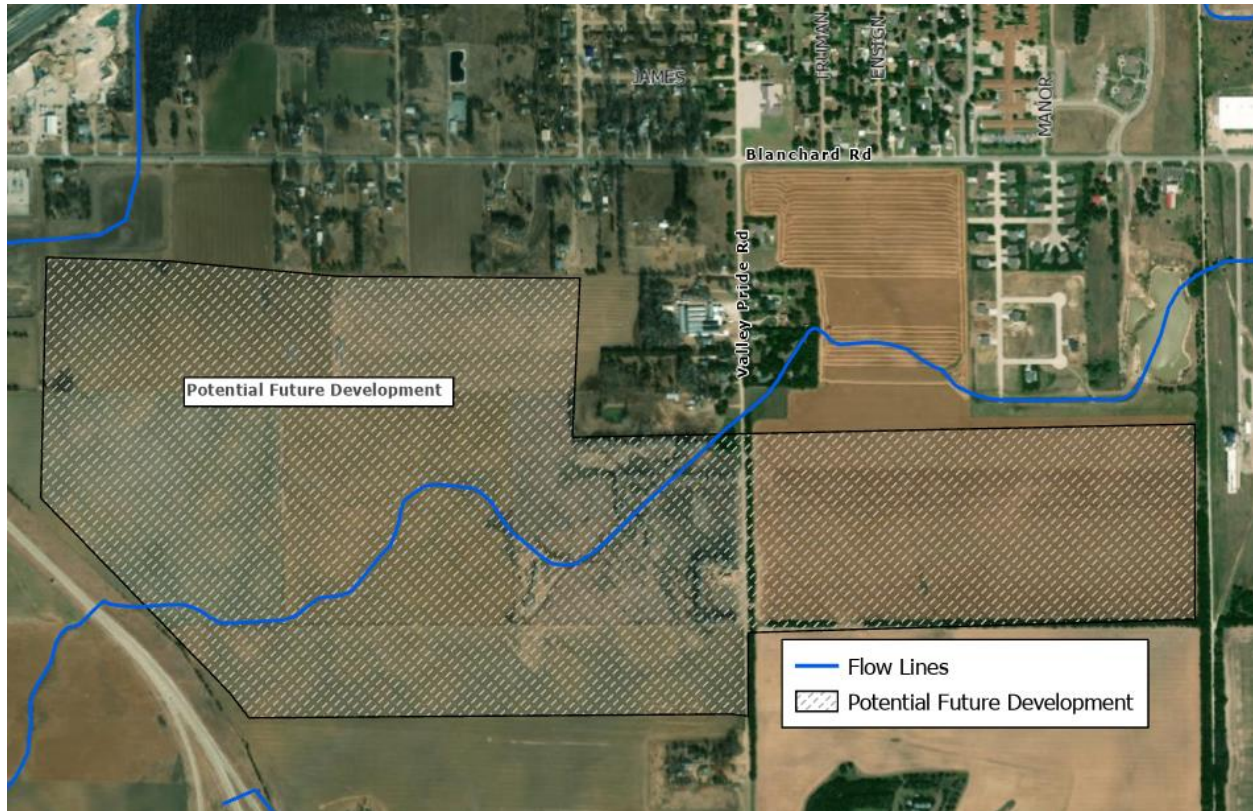 JAMES
TRUMAN
ENSIGN
MANOR
Blanchard Rd
Valley Pride Rd
Potential Future Development
Flow Lines
Potential Future Development